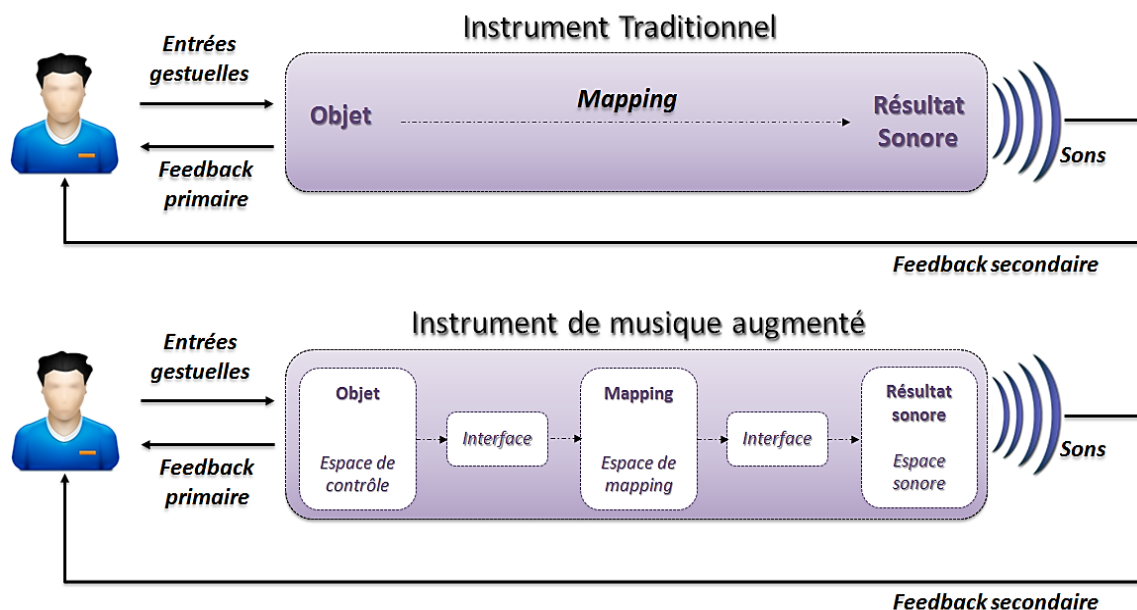 Instrument Traditionnel
Entrées
gestuelles
Objet
Mapping
Résultat
Sonore
Sons
Feedback
primaire
Feedback secondaire
Instrument de musique augmenté
Entrées
gestuelles
Objet
Espace de
contrôle
Interface
Mapping
Espace de
mapping
Interface
Résultat
sonore
Espace
sonore
Sons
Feedback
primaire
Feedback secondaire